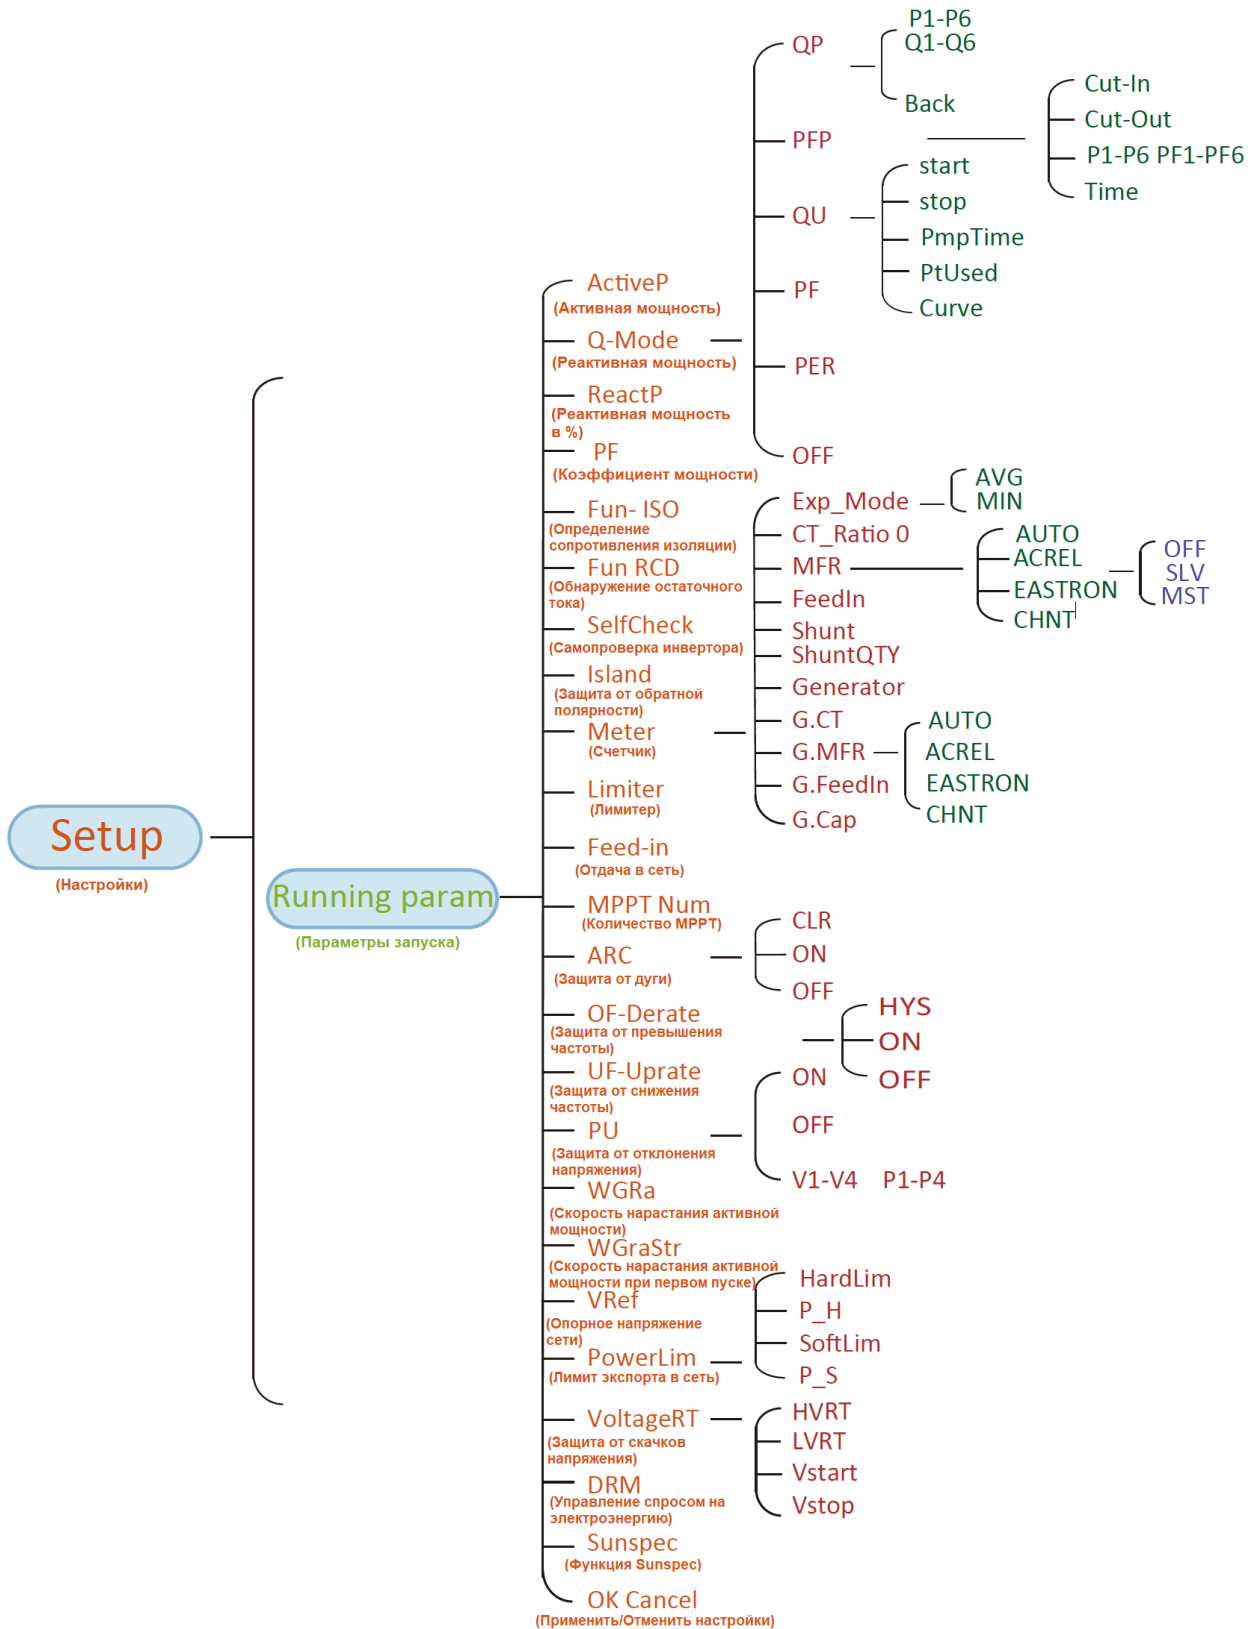 Setup
(Настройки)
Running param
(Параметры запуска)
ActiveP
(Активная мощность)
Q-Mode
(Реактивная мощность)
ReactP
(Реактивная мощность
в %)
PF
(Коэффициент мощности)
Fun- ISO
(Определение
сопротивления изоляции)
Fun RCD
(Обнаружение остаточного
тока)
SelfCheck
(Самопроверка инвертора)
Island
(Защита от обратной
полярности)
Meter
(Счетчик)
Limiter
(Лимитер)
Feed-in
(Отдача в сеть)
MPPT Num
(Количество MPPT)
ARC
(Защита от дуги)
OF-Derate
(Защита от превышения
частоты)
UF-Uprate
(Защита от снижения
частоты)
PU
(Защита от отклонения
напряжения)
WGRa
(Скорость нарастания активной
мощности)
WGraStr
(Скорость нарастания активной
мощности при первом пуске)
VRef
(Опорное напряжение
сети)
PowerLim
(Лимит экспорта в сеть)
VoltageRT
(Защита от скачков
напряжения)
DRM
(Управление спросом на
электроэнергию)
Sunspec
(Функция Sunspec)
OK Cancel
(Применить/Отменить настройки)
QP
PFP
QU
PF
PER
OFF
P1-P6
Q1-Q6
Back
Cut-In
Cut-Out
P1-P6 PF1-PF6
Time
start
stop
PmpTime
PtUsed
Curve
Exp_Mode
CT_Ratio 0
MFR
FeedIn
Shunt
ShuntQTY
Generator
G.CT
G.MFR
G.FeedIn
G.Cap
AVG
MIN
AUTO
ACREL
EASTRON
CHNT
OFF
SLV
MST
AUTO
ACREL
EASTRON
CHNT
CLR
ON
OFF
HYS
ON
OFF
ON
OFF
V1-V4 P1-P4
HardLim
P_H
SoftLim
P_S
HVRT
LVRT
Vstart
Vstop